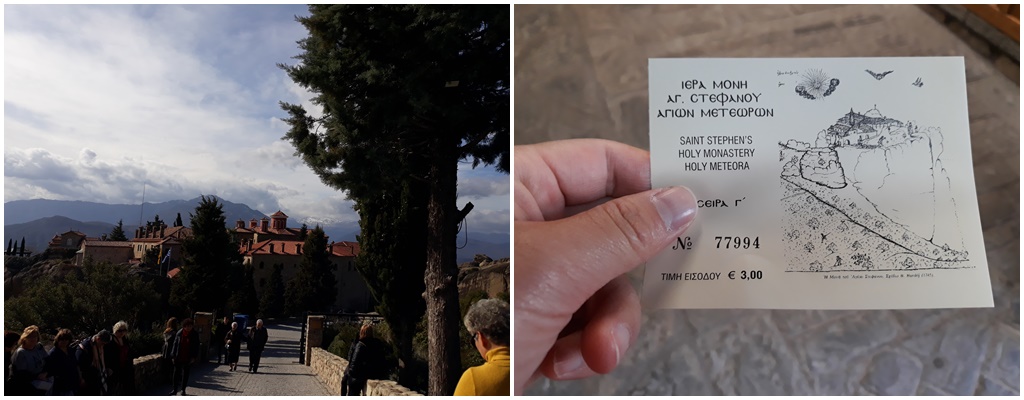 ΙΕΡΑ ΜΟΝΗ
ΑΓ. ΣΤΕΦΑΝΟΥ
ΑΓΙΩΝ ΜΕΤΕΩΡΩΝ
SAINT STEPHEN'S
HOLY MONASTERY
HOLY METEORA
ΣΕΙΡΑ Γ΄
№ 77994
ΤΙΜΗ ΕΙΣΟΔΟΥ € 3,00